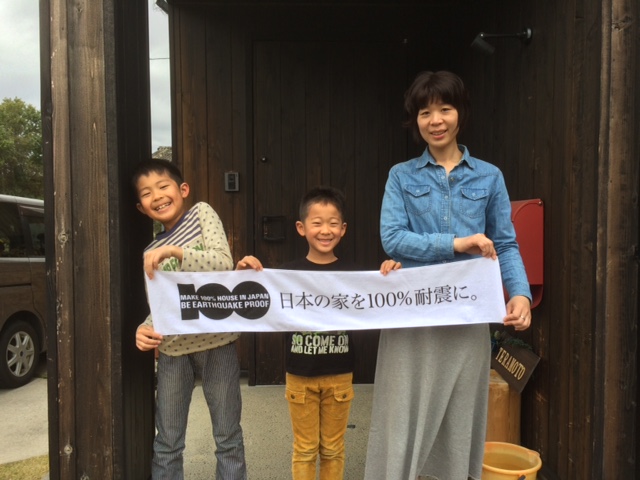 100
MAKE 100% HOUSE IN JAPAN
BE EARTHQUAKE PROOF
日本の家を100%耐震に。
SO COME ON
AND LET ME KNOW
TERAMOTO